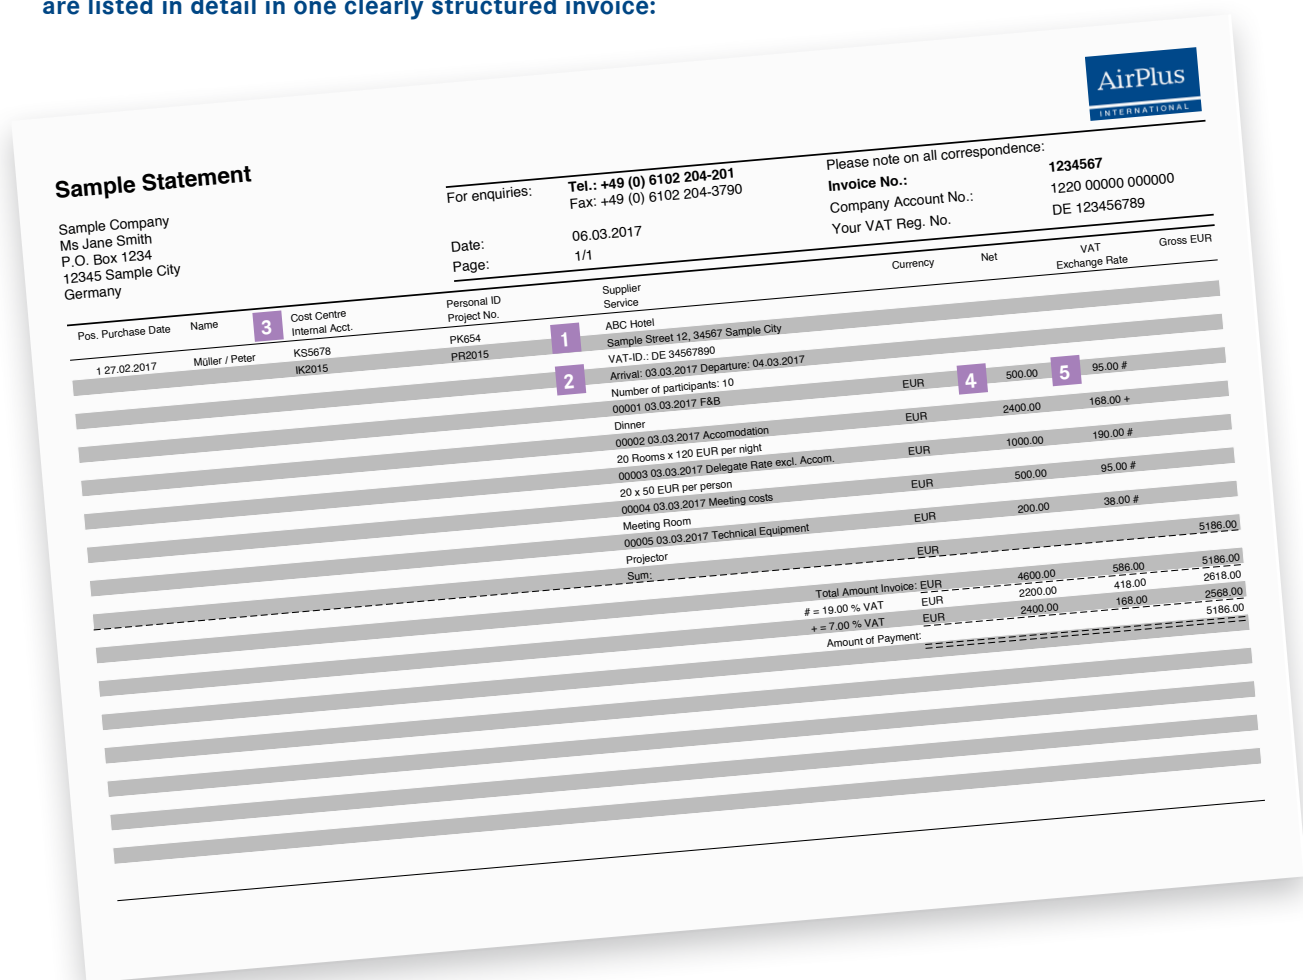 are listed in detail in one clearly structured invoice:
AirPlus
INTERNATIONAL
Sample Statement
Sample Company
Ms Jane Smith
P.O. Box 1234
12345 Sample City
Germany
For enquiries: Tel.: +49 (0) 6102 204-201
Fax: +49 (0) 6102 204-3790
Date: 06.03.2017
Page: 1/1
Please note on all correspondence:
Invoice No.: 1234567
Company Account No.: 1220 00000 000000
Your VAT Reg. No. DE 123456789
Pos. Purchase Date Name 3 Cost Centre Personal ID Supplier Currency Net VAT Gross EUR
Internal Acct. Project No. Service Exchange Rate
1 27.02.2017 Müller / Peter KS5678 PK654 1 ABC Hotel
IK2015 PR2015 Sample Street 12, 34567 Sample City
VAT-ID.: DE 34567890
2 Arrival: 03.03.2017 Departure: 04.03.2017
Number of participants: 10
00001 03.03.2017 F&B EUR 4 500.00 5 95.00 #
Dinner
00002 03.03.2017 Accomodation EUR 2400.00 168.00 +
20 Rooms x 120 EUR per night
00003 03.03.2017 Delegate Rate excl. Accom. EUR 1000.00 190.00 #
20 x 50 EUR per person
00004 03.03.2017 Meeting costs EUR 500.00 95.00 #
Meeting Room
00005 03.03.2017 Technical Equipment EUR 200.00 38.00 #
Projector
Sum: EUR 5186.00
Total Amount Invoice: EUR 4600.00 586.00 5186.00
# = 19.00 % VAT EUR 2200.00 418.00 2618.00
+ = 7.00 % VAT EUR 2400.00 168.00 2568.00
Amount of Payment: 5186.00